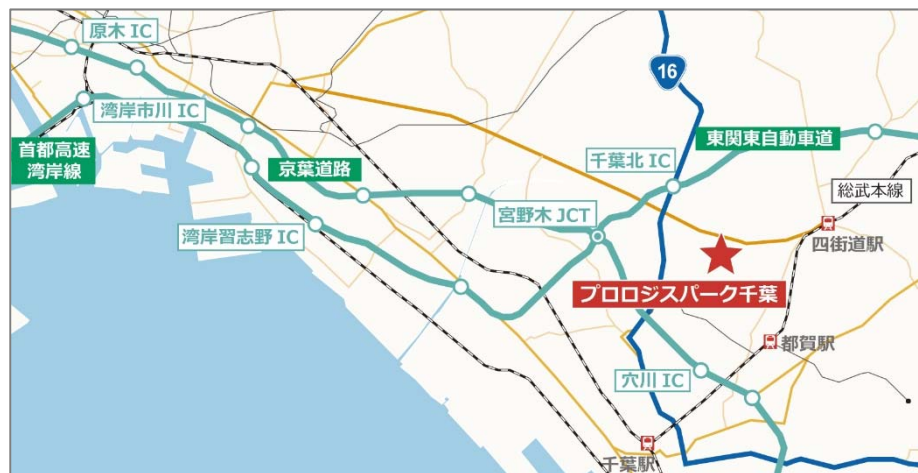 原木 IC
湾岸市川 IC
首都高速
湾岸線
京葉道路
湾岸習志野 IC
16
千葉北 IC
東関東自動車道
総武本線
宮野木 JCT
四街道駅
プロロジスパーク千葉
都賀駅
穴川 IC
千葉駅